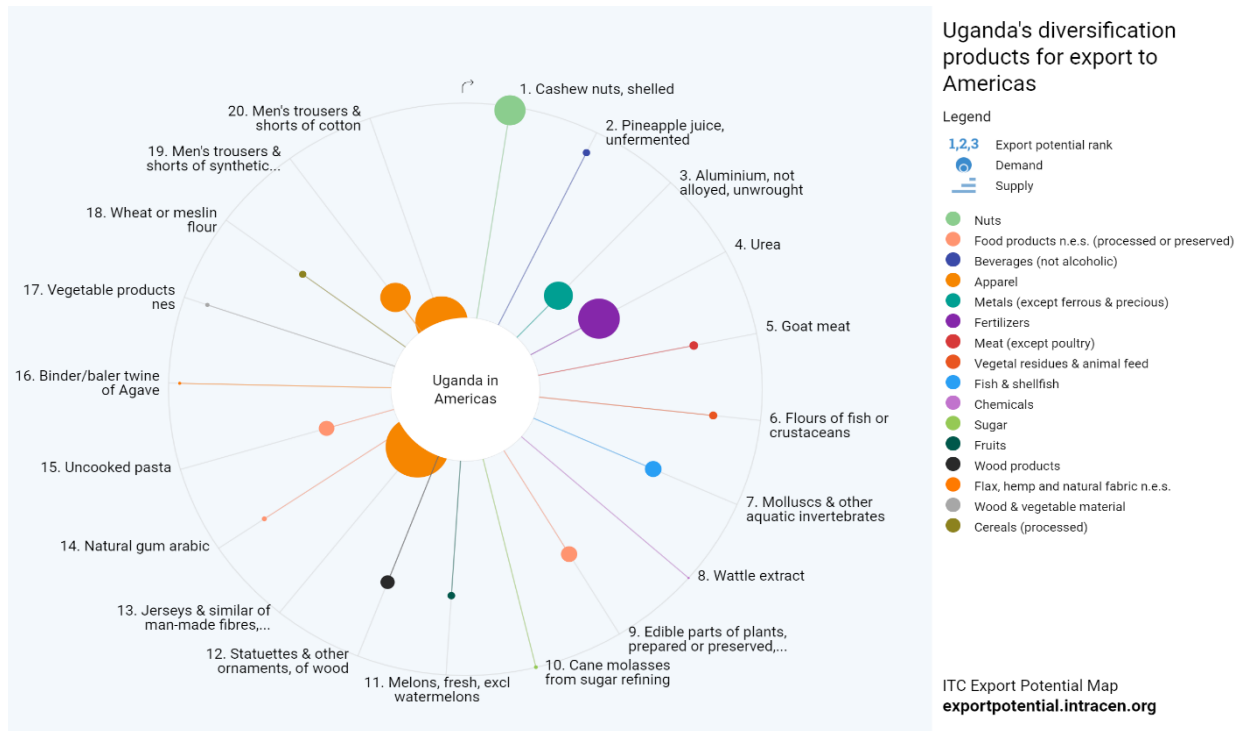 Uganda's diversification
products for export to
Americas
Legend
1,2,3 Export potential rank
Demand
Supply
Nuts
Food products n.e.s. (processed or preserved)
Beverages (not alcoholic)
Apparel
Metals (except ferrous & precious)
Fertilizers
Meat (except poultry)
Vegetal residues & animal feed
Fish & shellfish
Chemicals
Sugar
Fruits
Wood products
Flax, hemp and natural fabric n.e.s.
Wood & vegetable material
Cereals (processed)
ITC Export Potential Map
exportpotential.intracen.org
Uganda in
Americas
1. Cashew nuts, shelled
2. Pineapple juice,
unfermented
3. Aluminium, not
alloyed, unwrought
4. Urea
5. Goat meat
6. Flours of fish or
crustaceans
7. Molluscs & other
aquatic invertebrates
8. Wattle extract
9. Edible parts of plants,
prepared or preserved,...
10. Cane molasses
from sugar refining
11. Melons, fresh, excl
watermelons
12. Statuettes & other
ornaments, of wood
13. Jerseys & similar of
man-made fibres,...
14. Natural gum arabic
15. Uncooked pasta
16. Binder/baler twine
of Agave
17. Vegetable products
nes
18. Wheat or meslin
flour
19. Men's trousers &
shorts of synthetic...
20. Men's trousers &
shorts of cotton